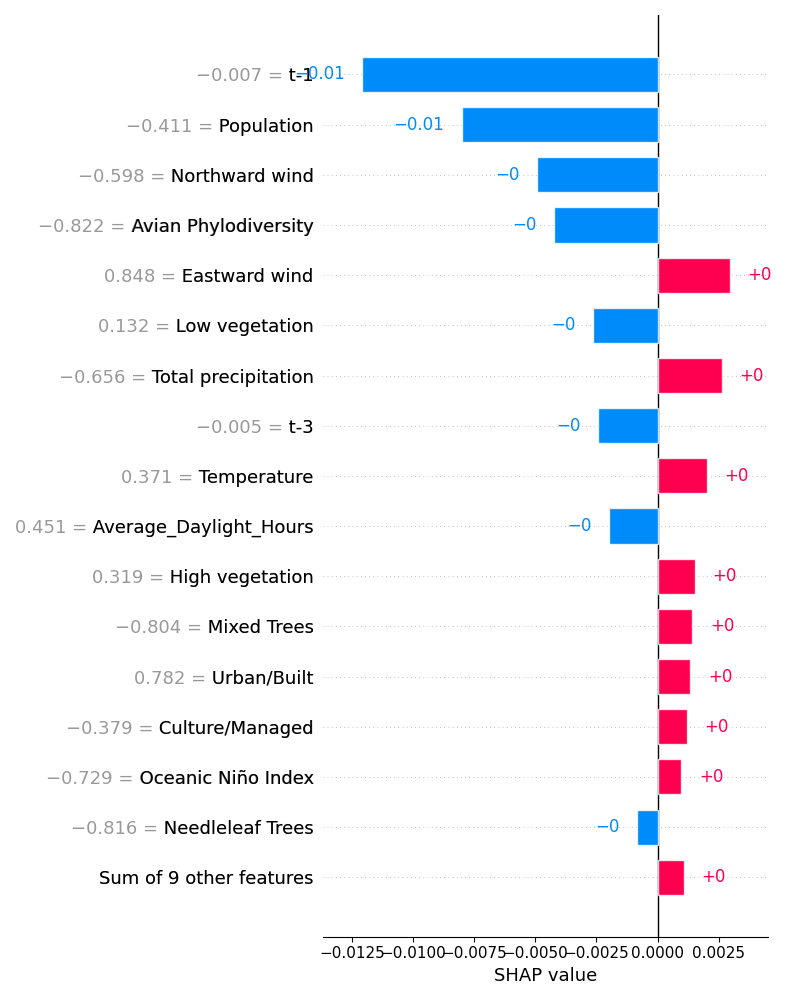 −0.007 = t-1 −0.01
−0.411 = Population −0.01
−0.598 = Northward wind −0
−0.822 = Avian Phylodiversity −0
0.848 = Eastward wind +0
0.132 = Low vegetation −0
−0.656 = Total precipitation +0
−0.005 = t-3 −0
0.371 = Temperature +0
0.451 = Average_Daylight_Hours −0
0.319 = High vegetation +0
−0.804 = Mixed Trees +0
0.782 = Urban/Built +0
−0.379 = Culture/Managed +0
−0.729 = Oceanic Niño Index +0
−0.816 = Needleleaf Trees −0
Sum of 9 other features +0
−0.0125 −0.0100 −0.0075 −0.0050 −0.0025 0.0000 0.0025
SHAP value